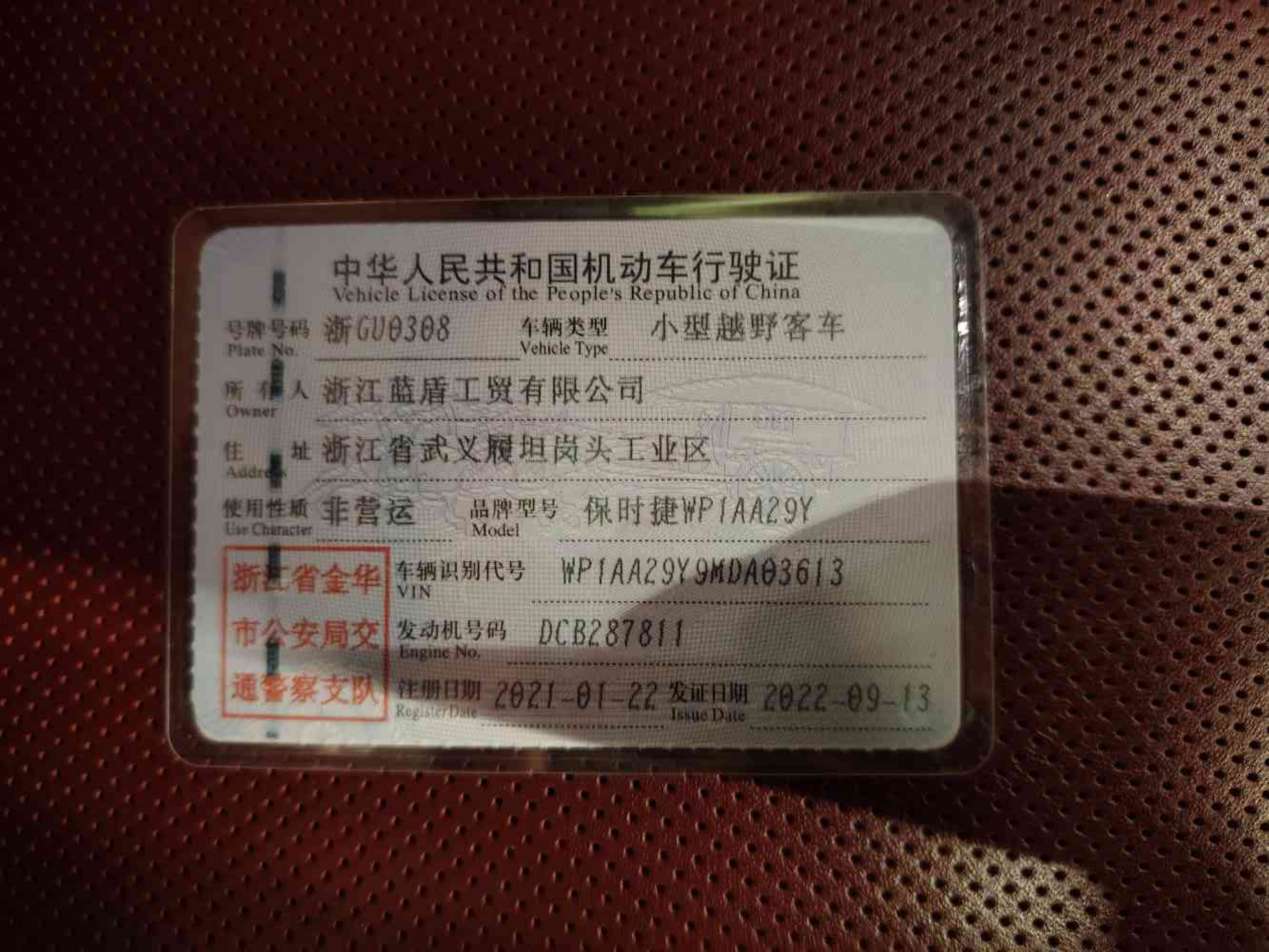 中华人民共和国机动车行驶证
Vehicle License of the People's Republic of China
号牌号码 浙GU0308 车辆类型 小型越野客车
Plate No. Vehicle Type
所有人 浙江蓝盾工贸有限公司
Owner
住址 浙江省武义履坦岗头工业区
Address
使用性质 非营运 品牌型号 保时捷WP1AA29Y
Use Character Model
车辆识别代号 WP1AA29Y9MDA03613
VIN
发动机号码 DCB287811
Engine No.
注册日期 2021-01-22 发证日期 2022-09-13
Register Date Issue Date
浙江省金华
市公安局交
通警察支队